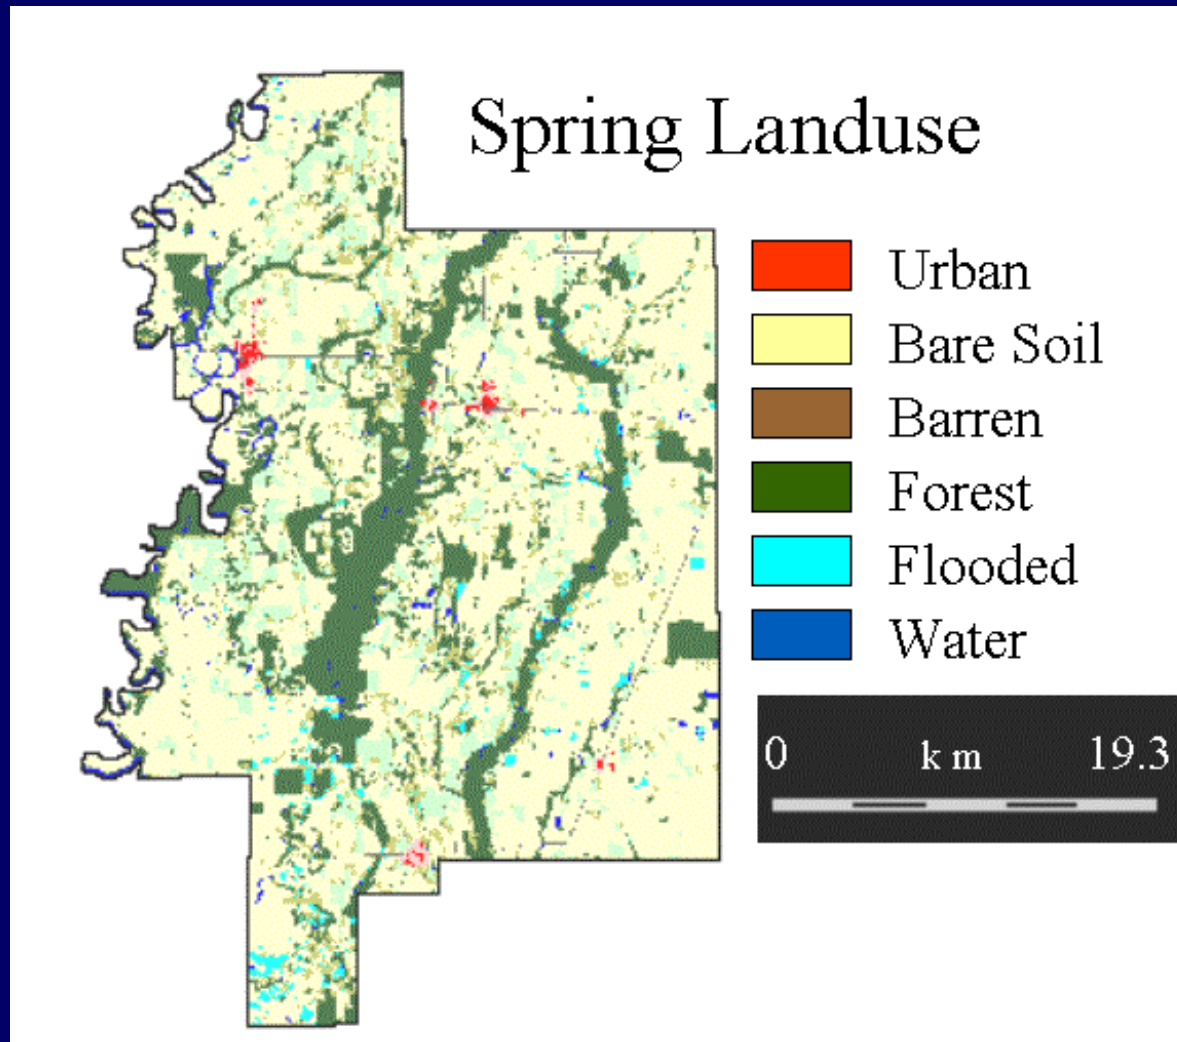 Spring Landuse
Urban
Bare Soil
Barren
Forest
Flooded
Water
0 km 19.3